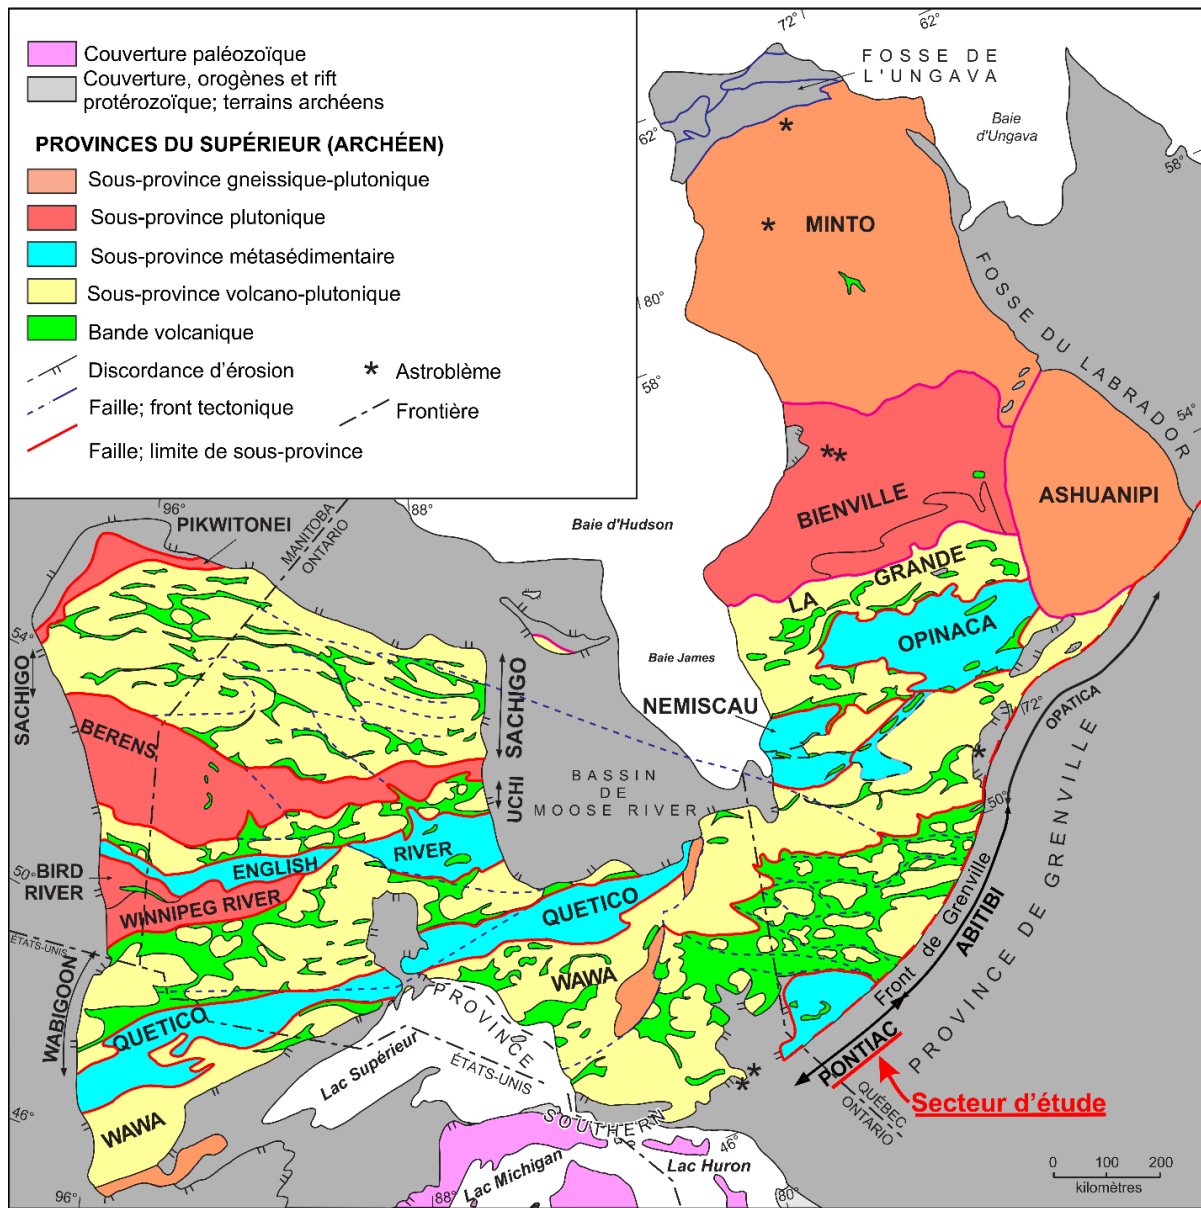 Couverture paléozoïque
Couverture, orogènes et rift
protérozoïque; terrains archéens
PROVINCES DU SUPÉRIEUR (ARCHÉEN)
Sous-province gneissique-plutonique
Sous-province plutonique
Sous-province métasédimentaire
Sous-province volcano-plutonique
Bande volcanique
Discordance d'érosion
* Astroblème
Faille; front tectonique
Frontière
Faille; limite de sous-province
72°
62°
FOSSE DE
L'UNGAVA
62°
Baie
d'Ungava
58°
MINTO
80°
FOSSE DU LABRADOR
58°
54°
BIENVILLE
ASHUANIPI
96°
PIKWITONEI
MANITOBA
ONTARIO
88°
Baie d'Hudson
LA GRANDE
OPINACA
54°
SACHIGO
SACHIGO
Baie James
NEMISCAU
72°
OPATICA
BERENS
UCHI
BASSIN
DE
MOOSE RIVER
50°
BIRD
RIVER
50°
ENGLISH
RIVER
WINNIPEG RIVER
QUETICO
Front de Grenville
ABITIBI
PROVINCE DE GRENVILLE
ÉTATS-UNIS
WABIGOON
WAWA
QUETICO
PROVINCE
Lac Supérieur
ÉTATS-UNIS
SOUTHERN
PONTIAC
QUÉBEC
ONTARIO
Secteur d'étude
46°
WAWA
46°
Lac Michigan
Lac Huron
96°
88°
80°
0 100 200
kilomètres